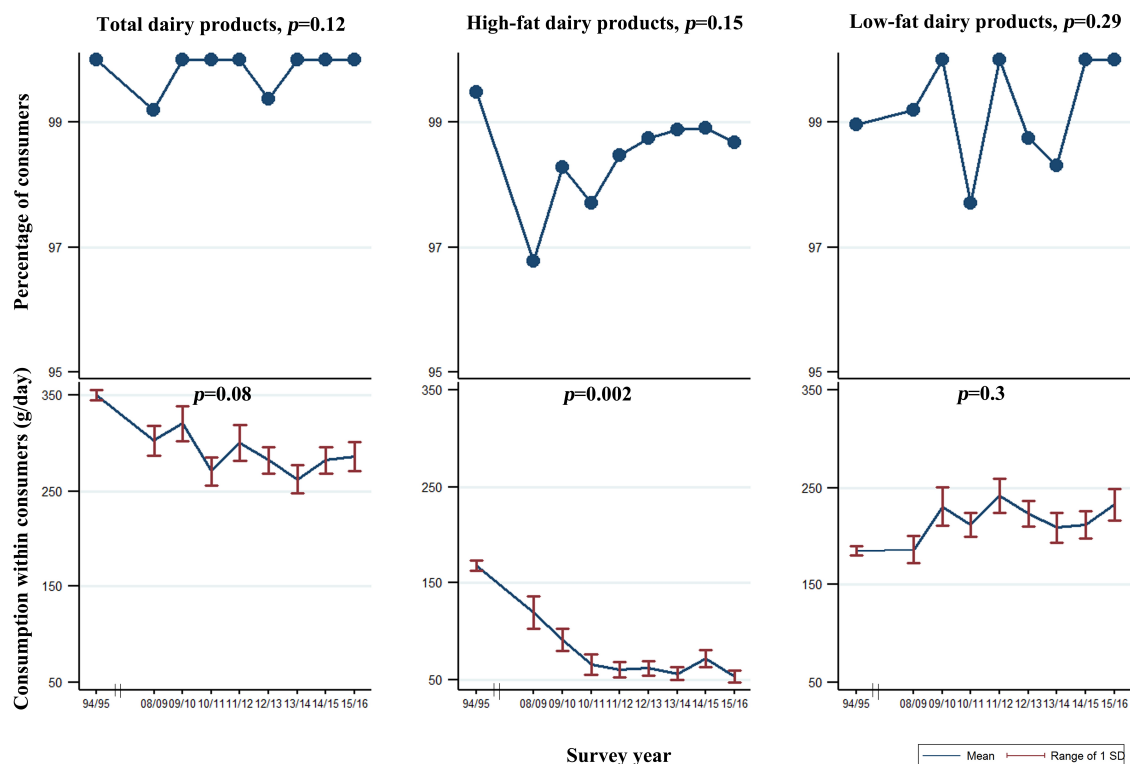 Total dairy products, p=0.12
High-fat dairy products, p=0.15
Low-fat dairy products, p=0.29
Percentage of consumers
99
97
95
99
97
95
99
97
95
Consumption within consumers (g/day)
p=0.08
350
250
150
50
p=0.002
350
250
150
50
p=0.3
350
250
150
50
94/95 08/09 09/10 10/11 11/12 12/13 13/14 14/15 15/16
94/95 08/09 09/10 10/11 11/12 12/13 13/14 14/15 15/16
94/95 08/09 09/10 10/11 11/12 12/13 13/14 14/15 15/16
Survey year
Mean
Range of 1 SD